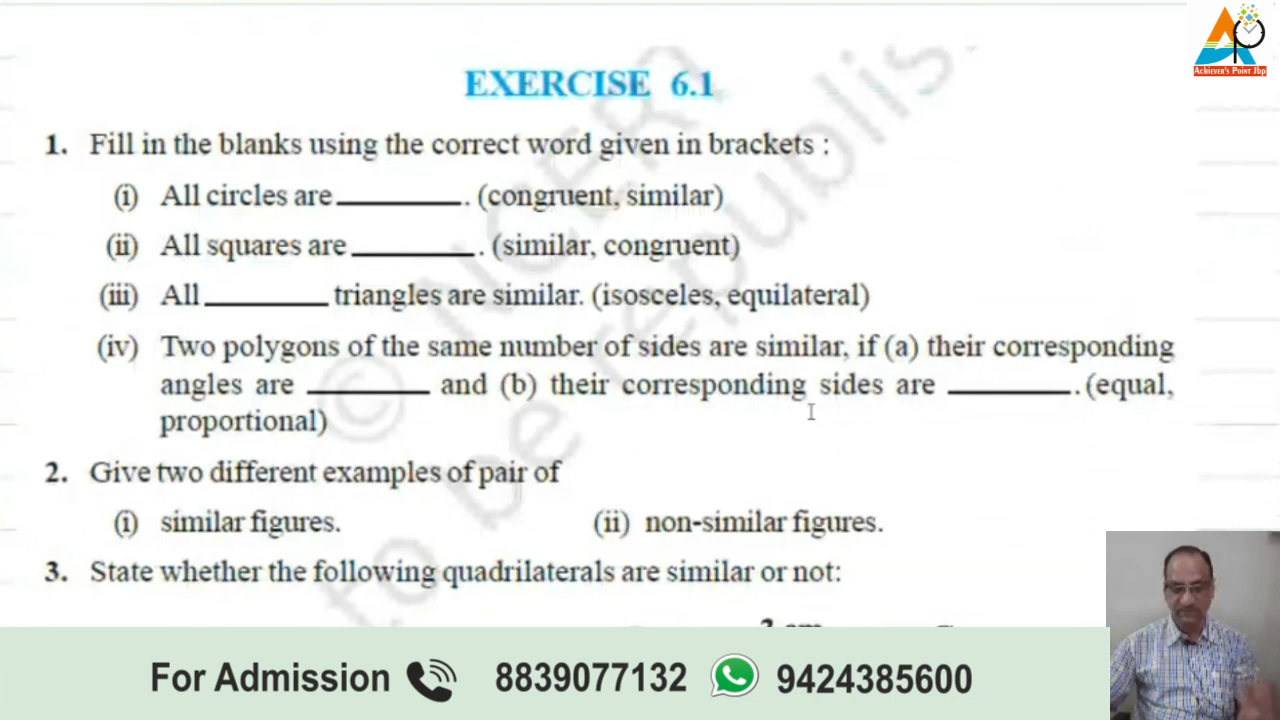 Achiever's Point Jbp
EXERCISE 6.1
1. Fill in the blanks using the correct word given in brackets :
(i) All circles are ________. (congruent, similar)
(ii) All squares are ________. (similar, congruent)
(iii) All ________ triangles are similar. (isosceles, equilateral)
(iv) Two polygons of the same number of sides are similar, if (a) their corresponding
angles are ________ and (b) their corresponding sides are ________. (equal,
proportional)
2. Give two different examples of pair of
(i) similar figures. (ii) non-similar figures.
3. State whether the following quadrilaterals are similar or not:
For Admission 8839077132 9424385600